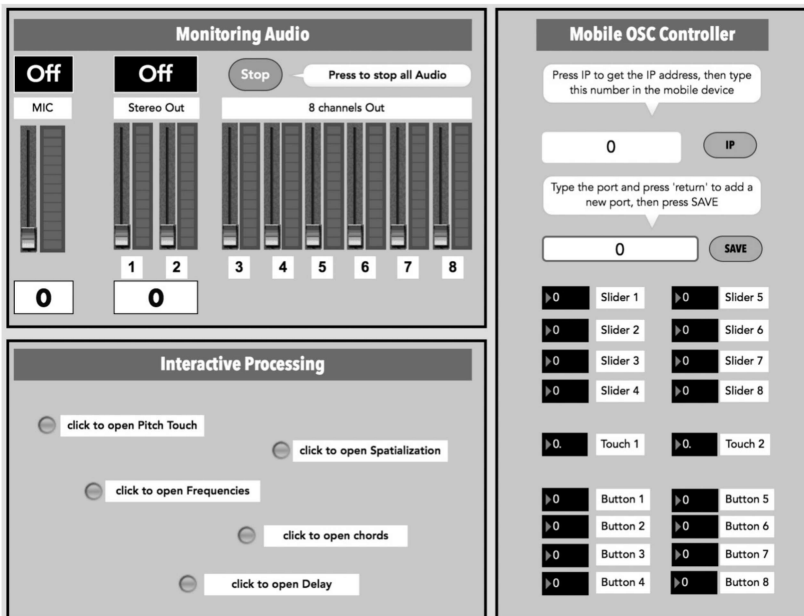 Monitoring Audio
Off
Off
Stop
Press to stop all Audio
MIC
Stereo Out
8 channels Out
1
2
3
4
5
6
7
8
0
0
Interactive Processing
click to open Pitch Touch
click to open Spatialization
click to open Frequencies
click to open chords
click to open Delay
Mobile OSC Controller
Press IP to get the IP address, then type
this number in the mobile device
0
IP
Type the port and press 'return' to add a
new port, then press SAVE
0
SAVE
0 Slider 1 0 Slider 5
0 Slider 2 0 Slider 6
0 Slider 3 0 Slider 7
0 Slider 4 0 Slider 8
0. Touch 1 0. Touch 2
0 Button 1 0 Button 5
0 Button 2 0 Button 6
0 Button 3 0 Button 7
0 Button 4 0 Button 8